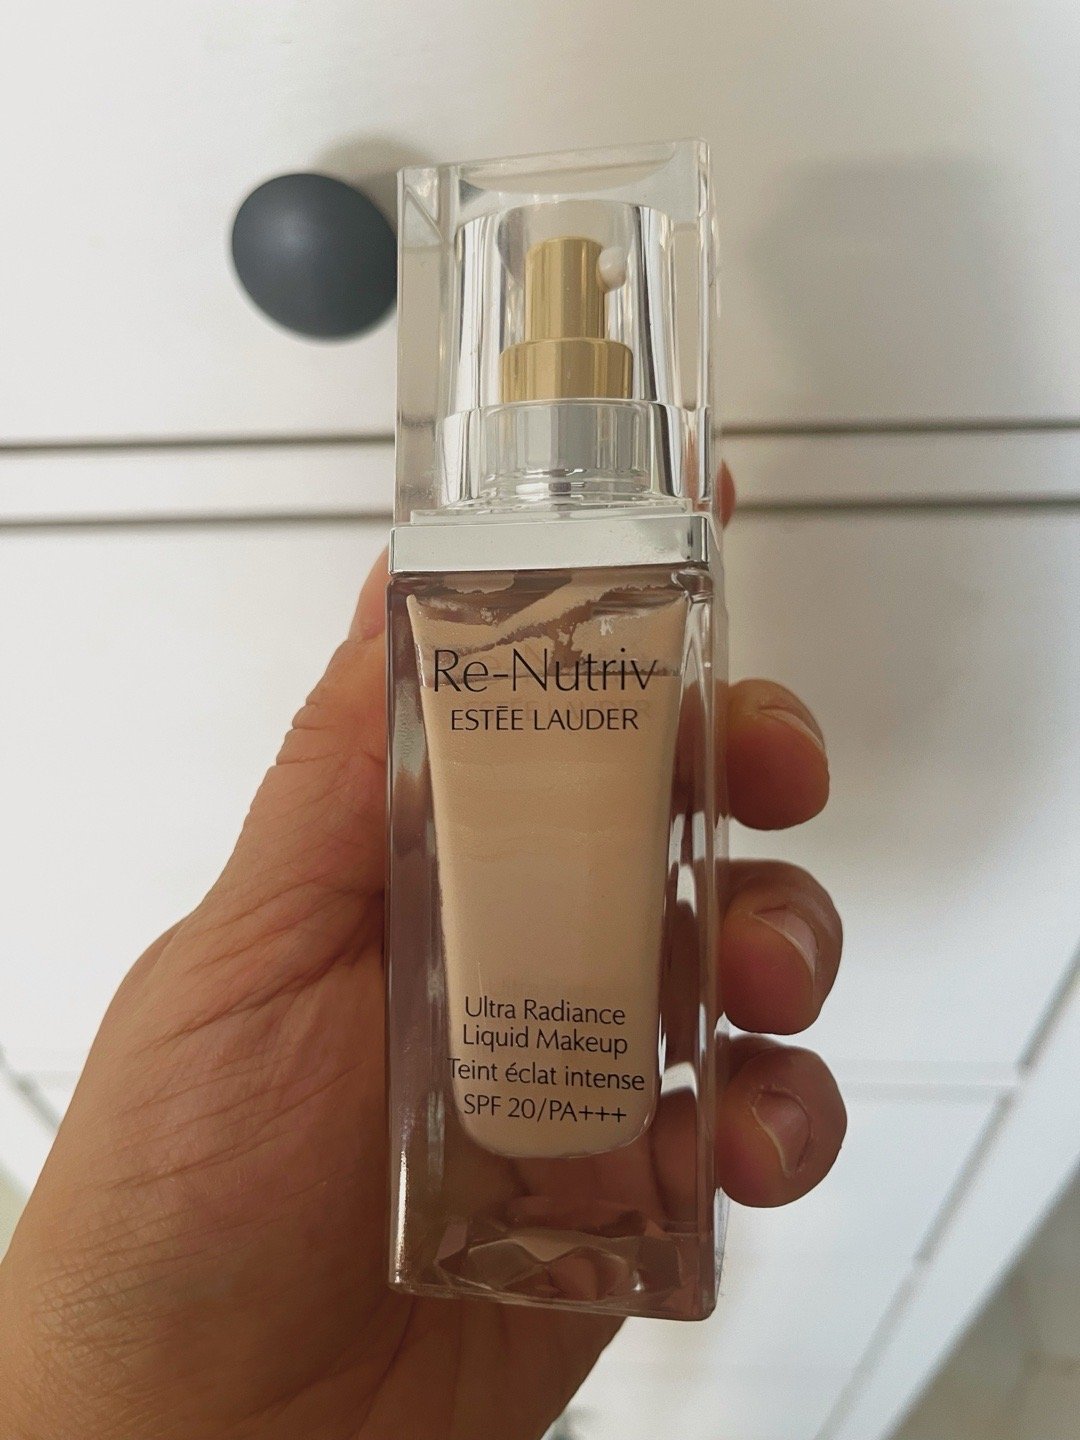 Re-Nutriv
ESTĒE LAUDER
Ultra Radiance
Liquid Makeup
Teint éclat intense
SPF 20/PA+++